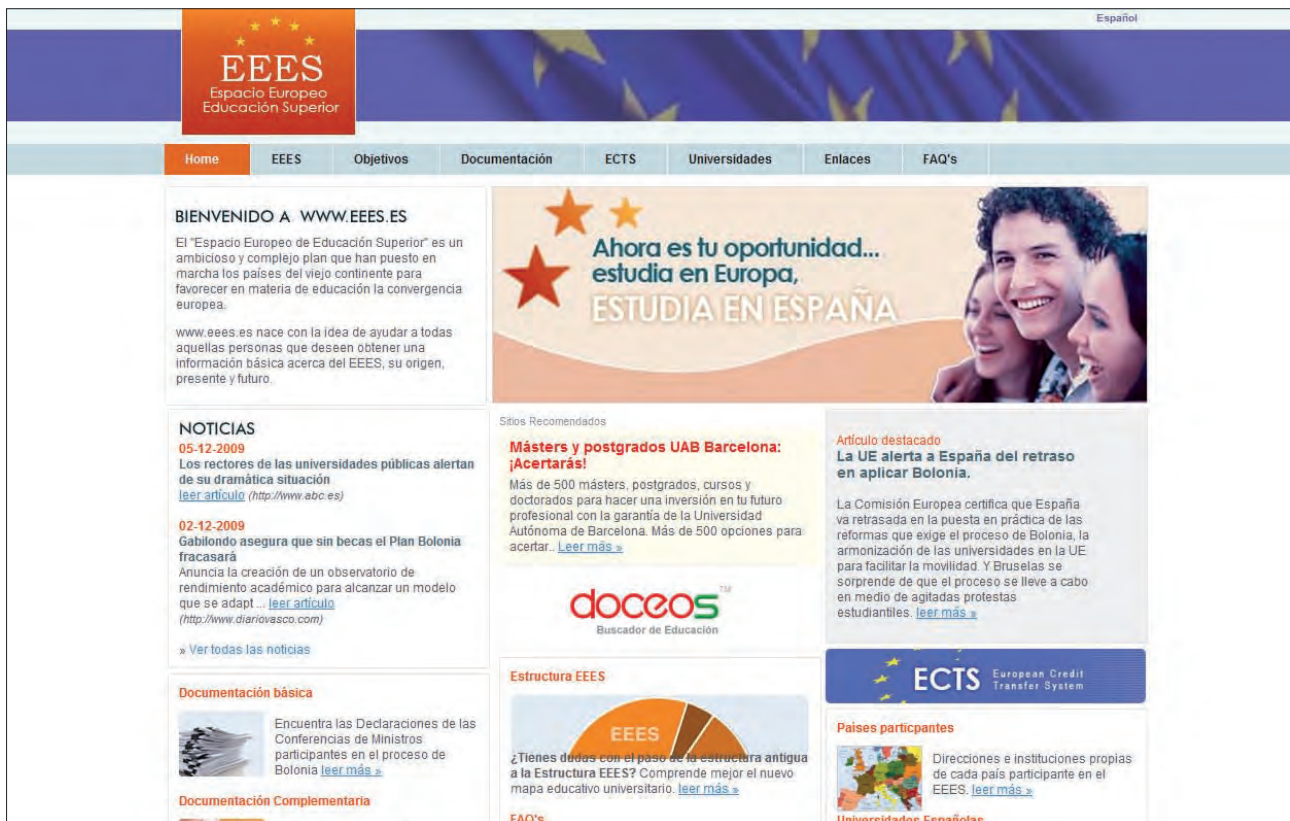 Español
EEES
Espacio Europeo
Educación Superior
Home
EEES
Objetivos
Documentación
ECTS
Universidades
Enlaces
FAQ's
BIENVENIDO A WWW.EEES.ES
El "Espacio Europeo de Educación Superior" es un
ambicioso y complejo plan que han puesto en
marcha los países del viejo continente para
favorecer en materia de educación la convergencia
europea.
www.eees.es nace con la idea de ayudar a todas
aquellas personas que deseen obtener una
información básica acerca del EEES, su origen,
presente y futuro.
Ahora es tu oportunidad...
estudia en Europa,
ESTUDIA EN ESPAÑA
NOTICIAS
05-12-2009
Los rectores de las universidades públicas alertan
de su dramática situación
leer artículo (http://www.abc.es)
02-12-2009
Gabilondo asegura que sin becas el Plan Bolonia
fracasará
Anuncia la creación de un observatorio de
rendimiento académico para alcanzar un modelo
que se adapt ... leer artículo
(http://www.diariovasco.com)
» Ver todas las noticias
Sitios Recomendados
Másters y postgrados UAB Barcelona:
¡Acertarás!
Más de 500 másters, postgrados, cursos y
doctorados para hacer una inversión en tu futuro
profesional con la garantía de la Universidad
Autónoma de Barcelona. Más de 500 opciones para
acertar.. Leer más »
doceos™
Buscador de Educación
Artículo destacado
La UE alerta a España del retraso
en aplicar Bolonia.
La Comisión Europea certifica que España
va retrasada en la puesta en práctica de las
reformas que exige el proceso de Bolonia, la
armonización de las universidades en la UE
para facilitar la movilidad. Y Bruselas se
sorprende de que el proceso se lleve a cabo
en medio de agitadas protestas
estudiantiles. leer más »
ECTS European Credit
Transfer System
Documentación básica
Encuentra las Declaraciones de las
Conferencias de Ministros
participantes en el proceso de
Bolonia leer más »
Documentación Complementaria
Estructura EEES
EEES
¿Tienes dudas con el paso de la estructura antigua
a la Estructura EEES? Comprende mejor el nuevo
mapa educativo universitario. leer más »
FAQ's
Paises particpantes
Direcciones e instituciones propias
de cada país participante en el
EEES. leer más »
Universidades Españolas